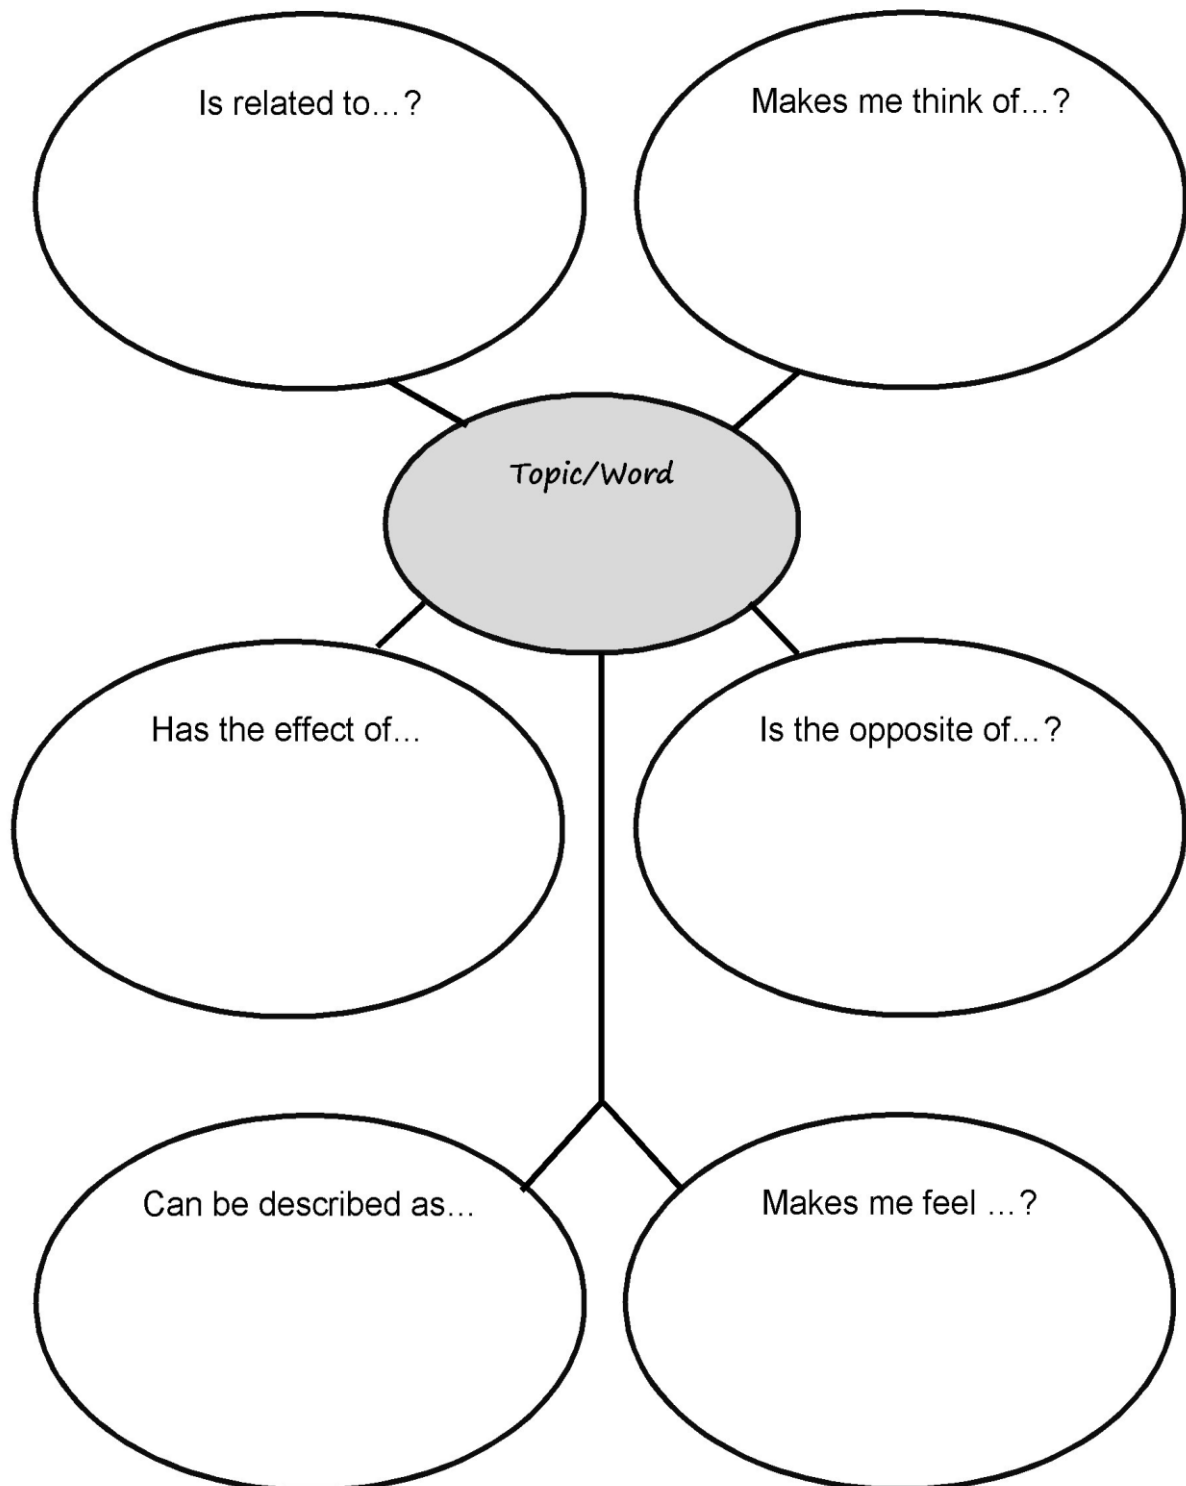 Is related to...?
Makes me think of...?
Topic/Word
Has the effect of...
Is the opposite of...?
Can be described as...
Makes me feel ...?